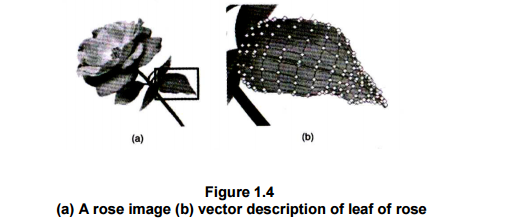 (a)
(b)
Figure 1.4
(a) A rose image (b) vector description of leaf of rose